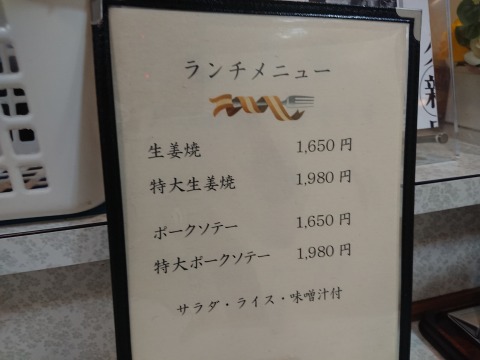 ランチメニュー
生姜焼 1,650円
特大生姜焼 1,980円
ポークソテー 1,650円
特大ポークソテー 1,980円
サラダ・ライス・味噌汁付